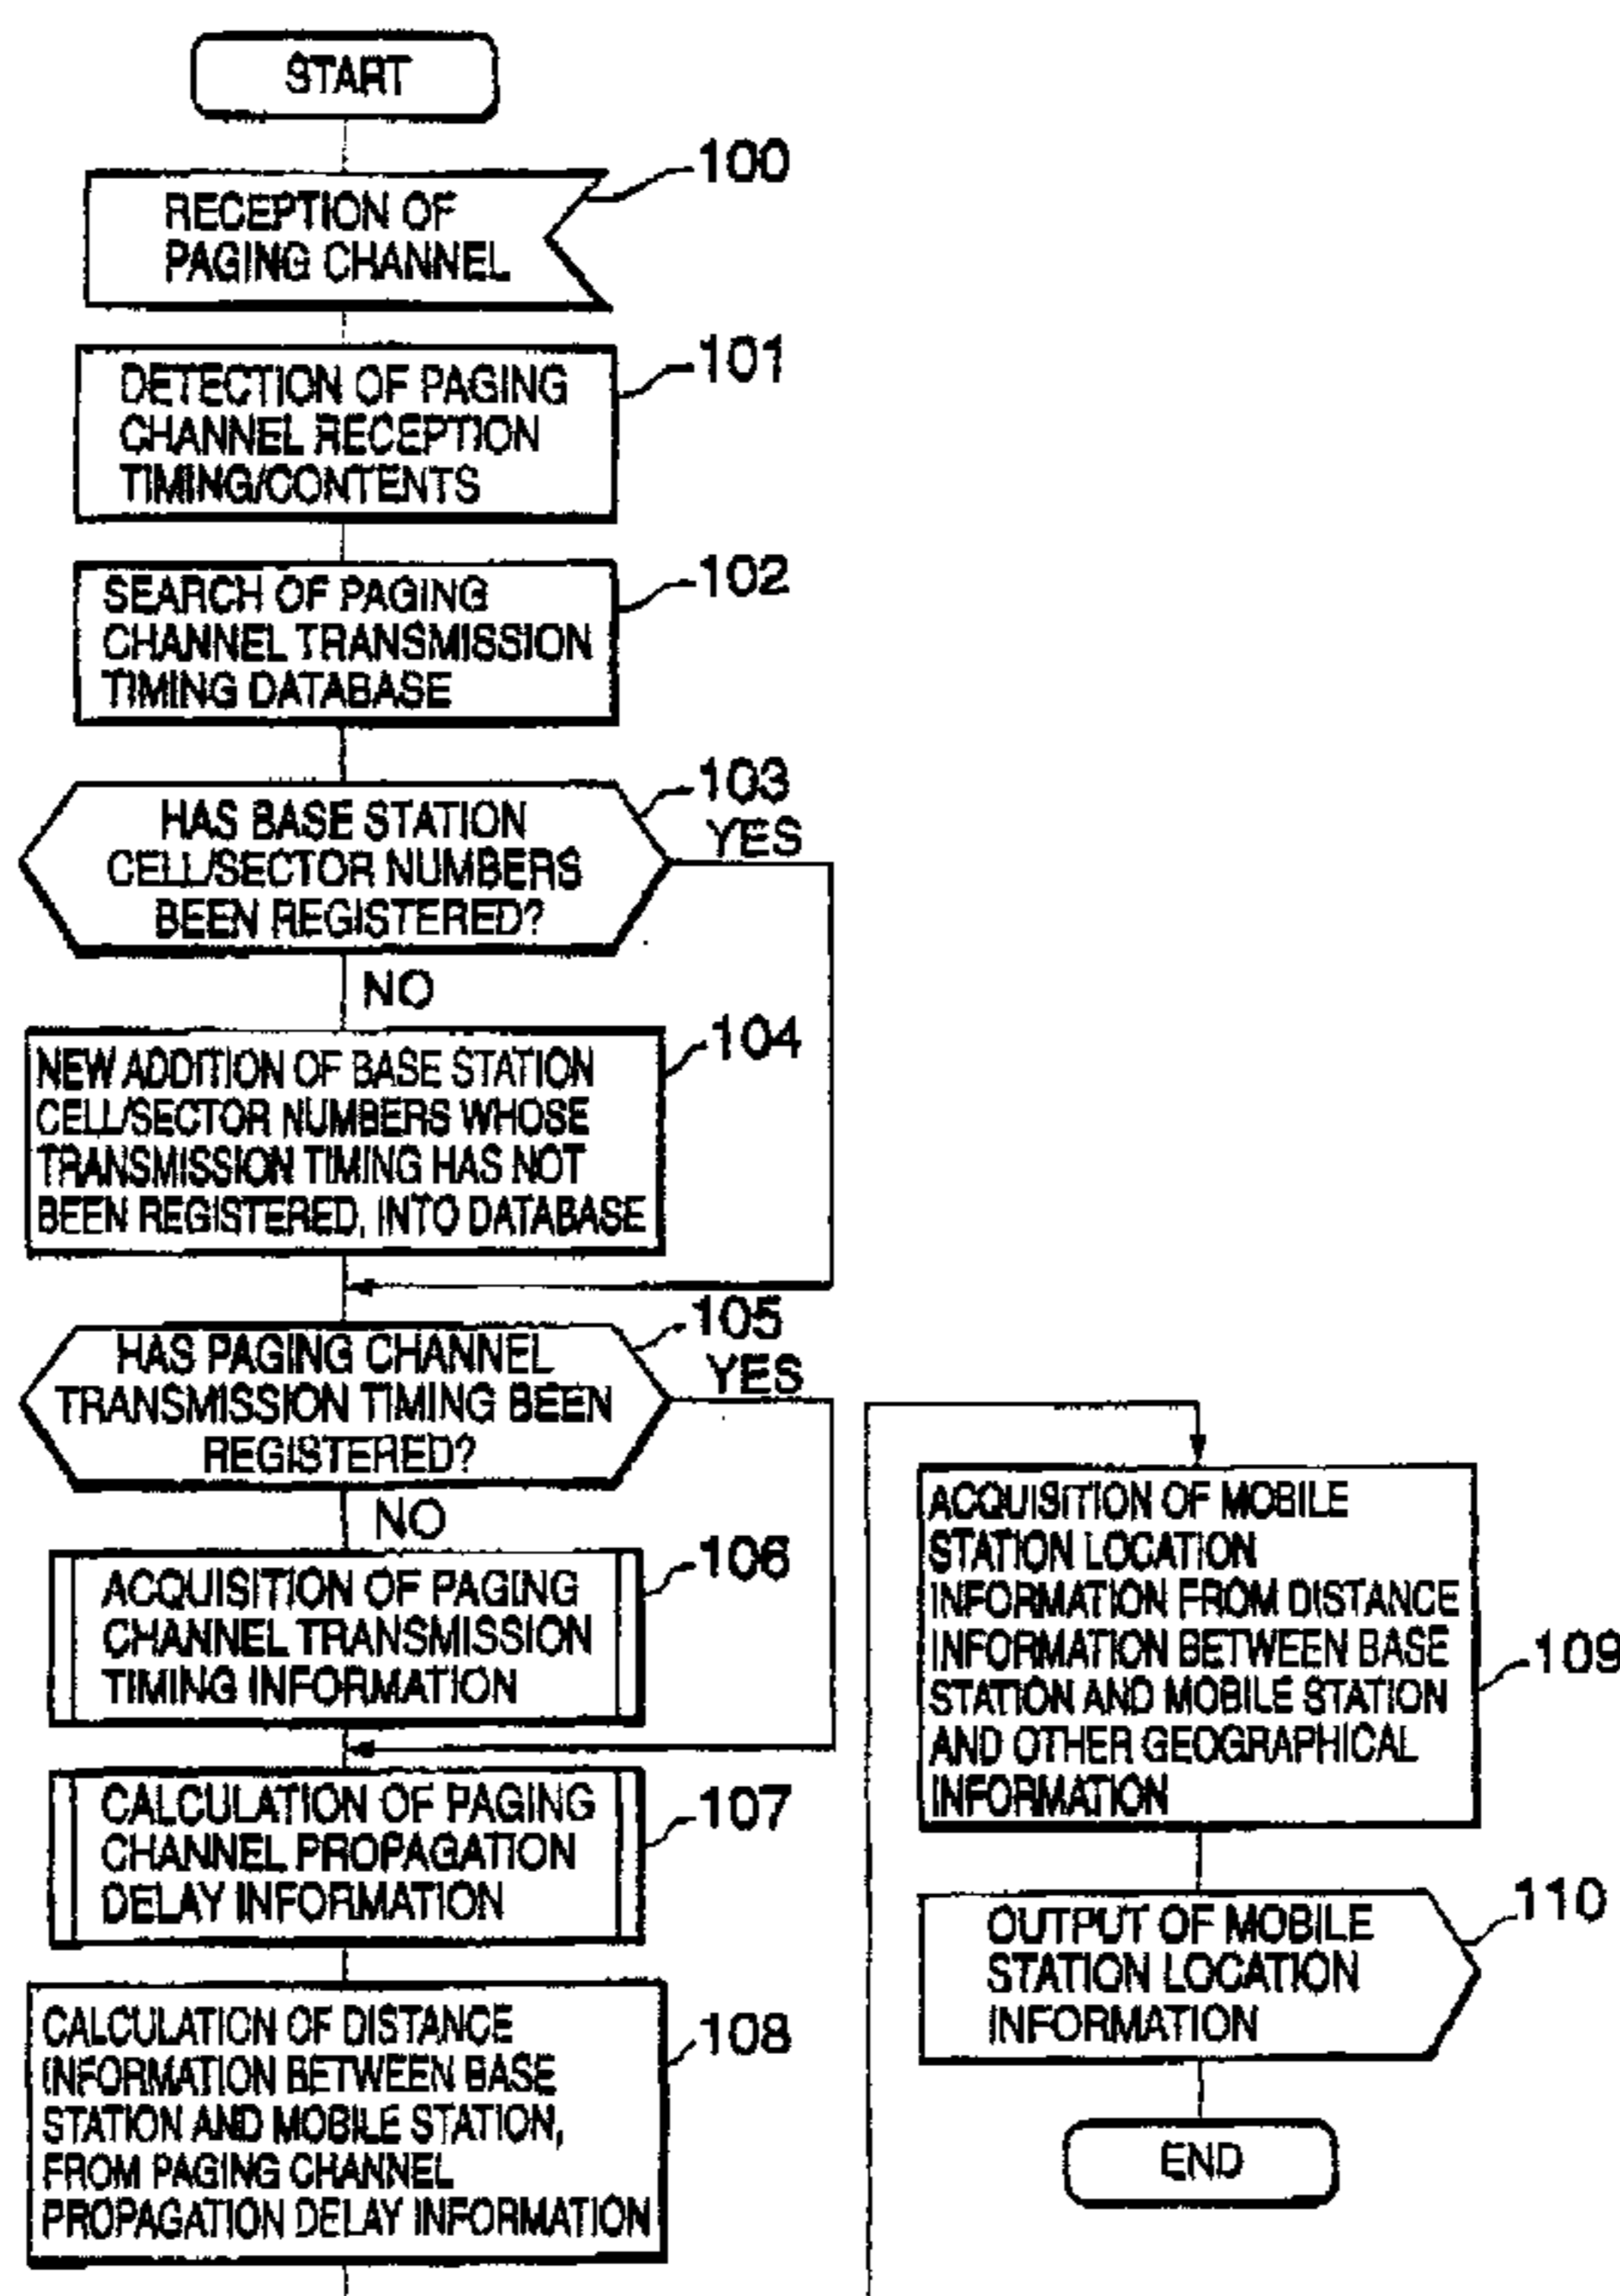 START
100
RECEPTION OF
PAGING CHANNEL
101
DETECTION OF PAGING
CHANNEL RECEPTION
TIMING/CONTENTS
102
SEARCH OF PAGING
CHANNEL TRANSMISSION
TIMING DATABASE
103
YES
HAS BASE STATION
CELL/SECTOR NUMBERS
BEEN REGISTERED?
NO
104
NEW ADDITION OF BASE STATION
CELL/SECTOR NUMBERS WHOSE
TRANSMISSION TIMING HAS NOT
BEEN REGISTERED, INTO DATABASE
105
YES
HAS PAGING CHANNEL
TRANSMISSION TIMING BEEN
REGISTERED?
NO
106
ACQUISITION OF PAGING
CHANNEL TRANSMISSION
TIMING INFORMATION
107
CALCULATION OF PAGING
CHANNEL PROPAGATION
DELAY INFORMATION
108
CALCULATION OF DISTANCE
INFORMATION BETWEEN BASE
STATION AND MOBILE STATION,
FROM PAGING CHANNEL
PROPAGATION DELAY INFORMATION
ACQUISITION OF MOBILE
STATION LOCATION
INFORMATION FROM DISTANCE
INFORMATION BETWEEN BASE
STATION AND MOBILE STATION
AND OTHER GEOGRAPHICAL
INFORMATION
109
110
OUTPUT OF MOBILE
STATION LOCATION
INFORMATION
END